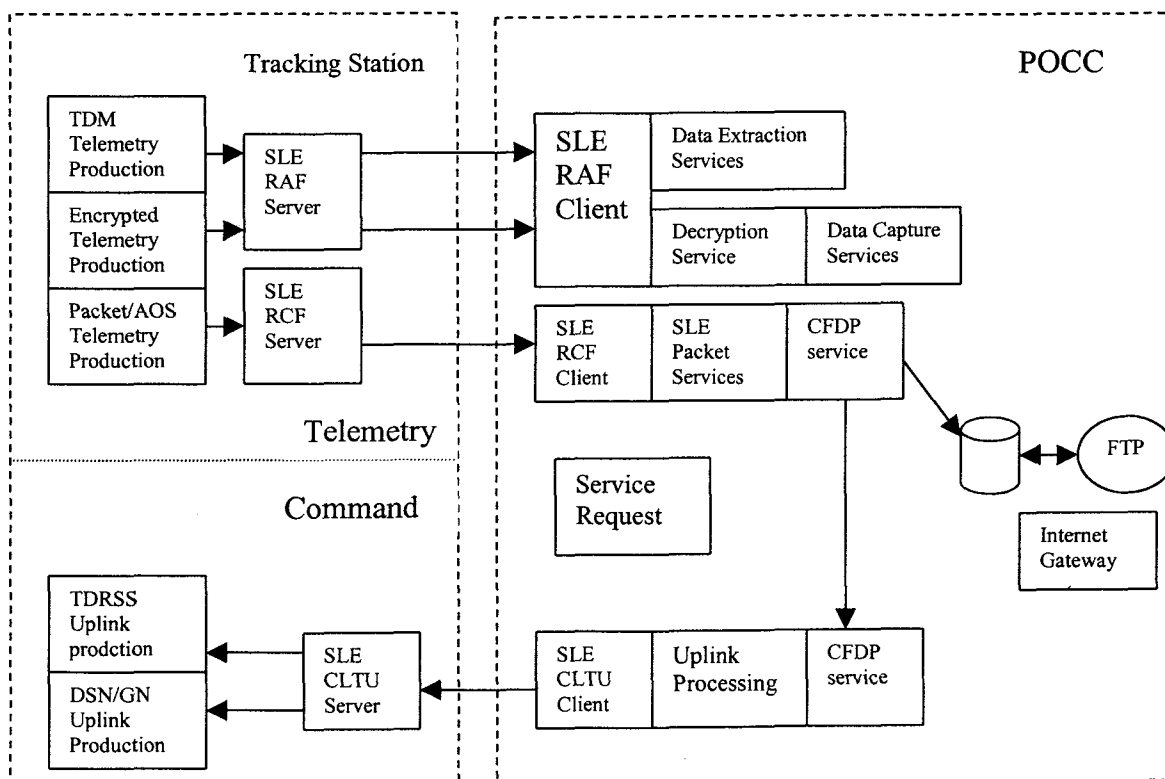 Tracking Station
POCC
TDM
Telemetry
Production
Encrypted
Telemetry
Production
Packet/AOS
Telemetry
Production
SLE
RAF
Server
SLE
RCF
Server
SLE
RAF
Client
Data Extraction
Services
Decryption
Service
Data Capture
Services
SLE
RCF
Client
SLE
Packet
Services
CFDP
service
Telemetry
FTP
Command
Service
Request
Internet
Gateway
TDRSS
Uplink
prodction
DSN/GN
Uplink
Production
SLE
CLTU
Server
SLE
CLTU
Client
Uplink
Processing
CFDP
service